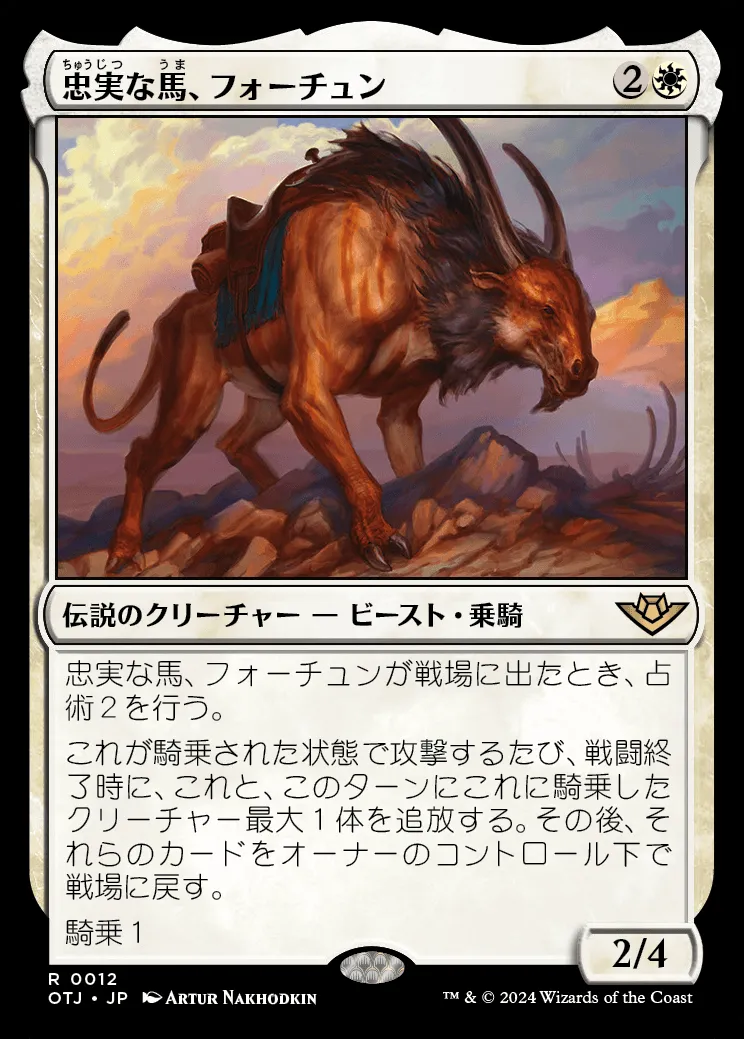 ちゅうじつ うま
忠実な馬、フォーチュン 2
伝説のクリーチャー ― ビースト・乗騎
忠実な馬、フォーチュンが戦場に出たとき、占
術2を行う。
これが騎乗された状態で攻撃するたび、戦闘終
了時に、これと、このターンにこれに騎乗した
クリーチャー最大1体を追放する。その後、そ
れらのカードをオーナーのコントロール下で
戦場に戻す。
騎乗1
2/4
R 0012
OTJ • JP Artur Nakhodkin
™ & © 2024 Wizards of the Coast